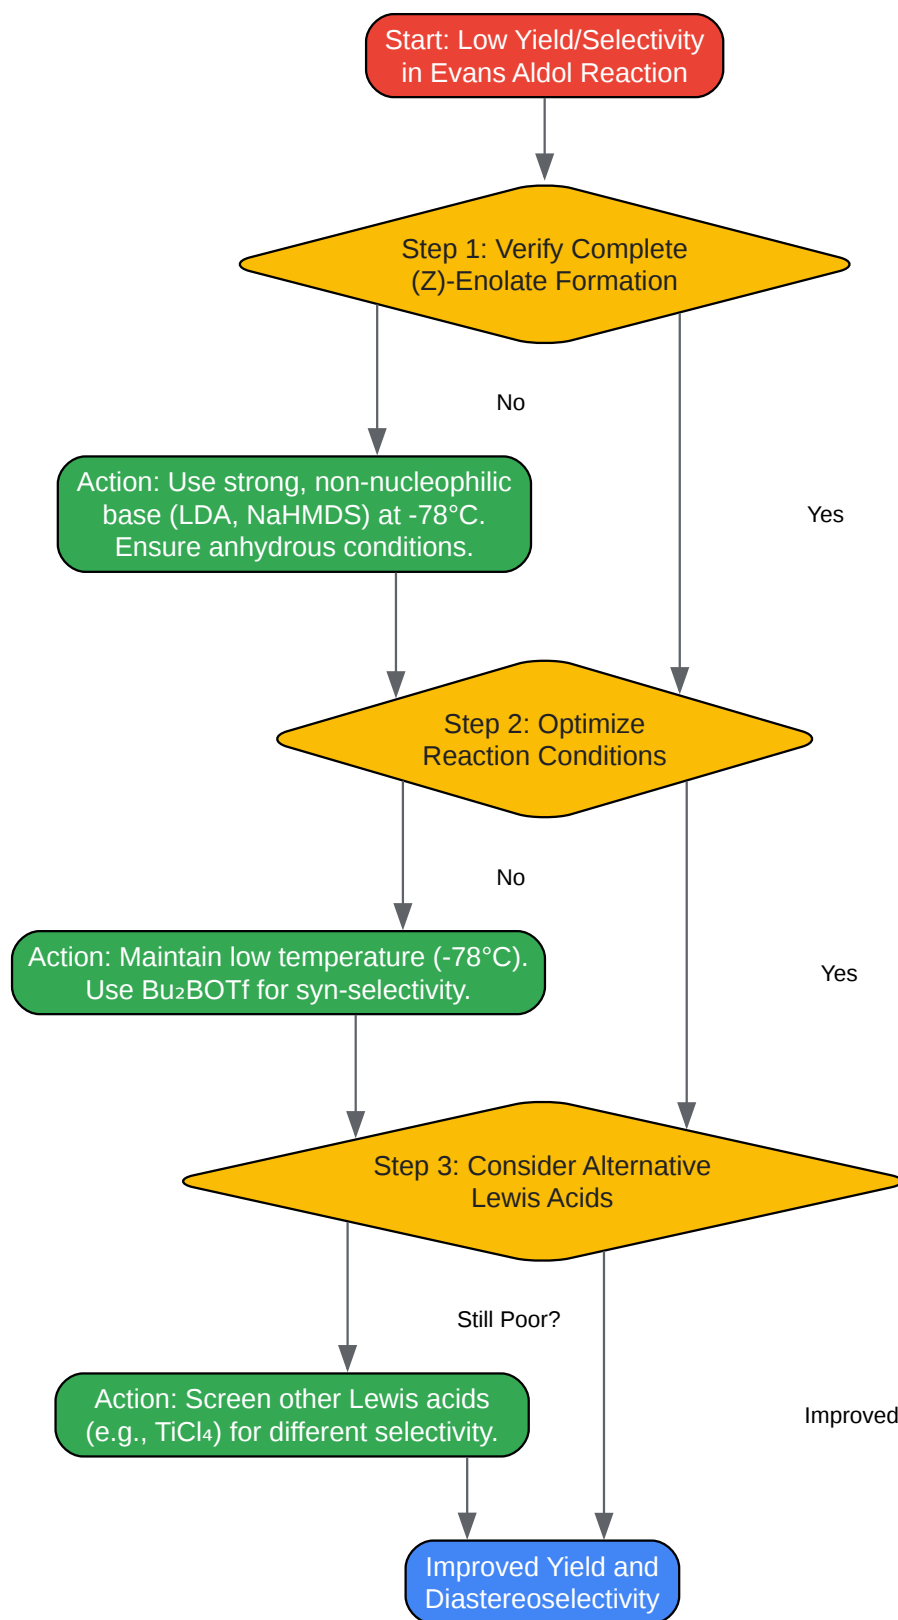 Start: Low Yield/Selectivity
in Evans Aldol Reaction
Step 1: Verify Complete
(Z)-Enolate Formation
No
Action: Use strong, non-nucleophilic
base (LDA, NaHMDS) at -78°C.
Ensure anhydrous conditions.
Yes
Step 2: Optimize
Reaction Conditions
No
Action: Maintain low temperature (-78°C).
Use Bu₂BOTf for syn-selectivity.
Yes
Step 3: Consider Alternative
Lewis Acids
Still Poor?
Action: Screen other Lewis acids
(e.g., TiCl₄) for different selectivity.
Improved
Improved Yield and
Diastereoselectivity